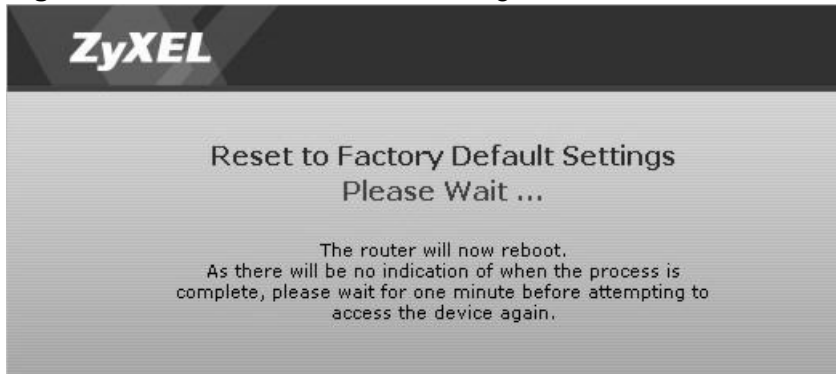 ZyXEL
Reset to Factory Default Settings
Please Wait ...
The router will now reboot.
As there will be no indication of when the process is
complete, please wait for one minute before attempting to
access the device again.